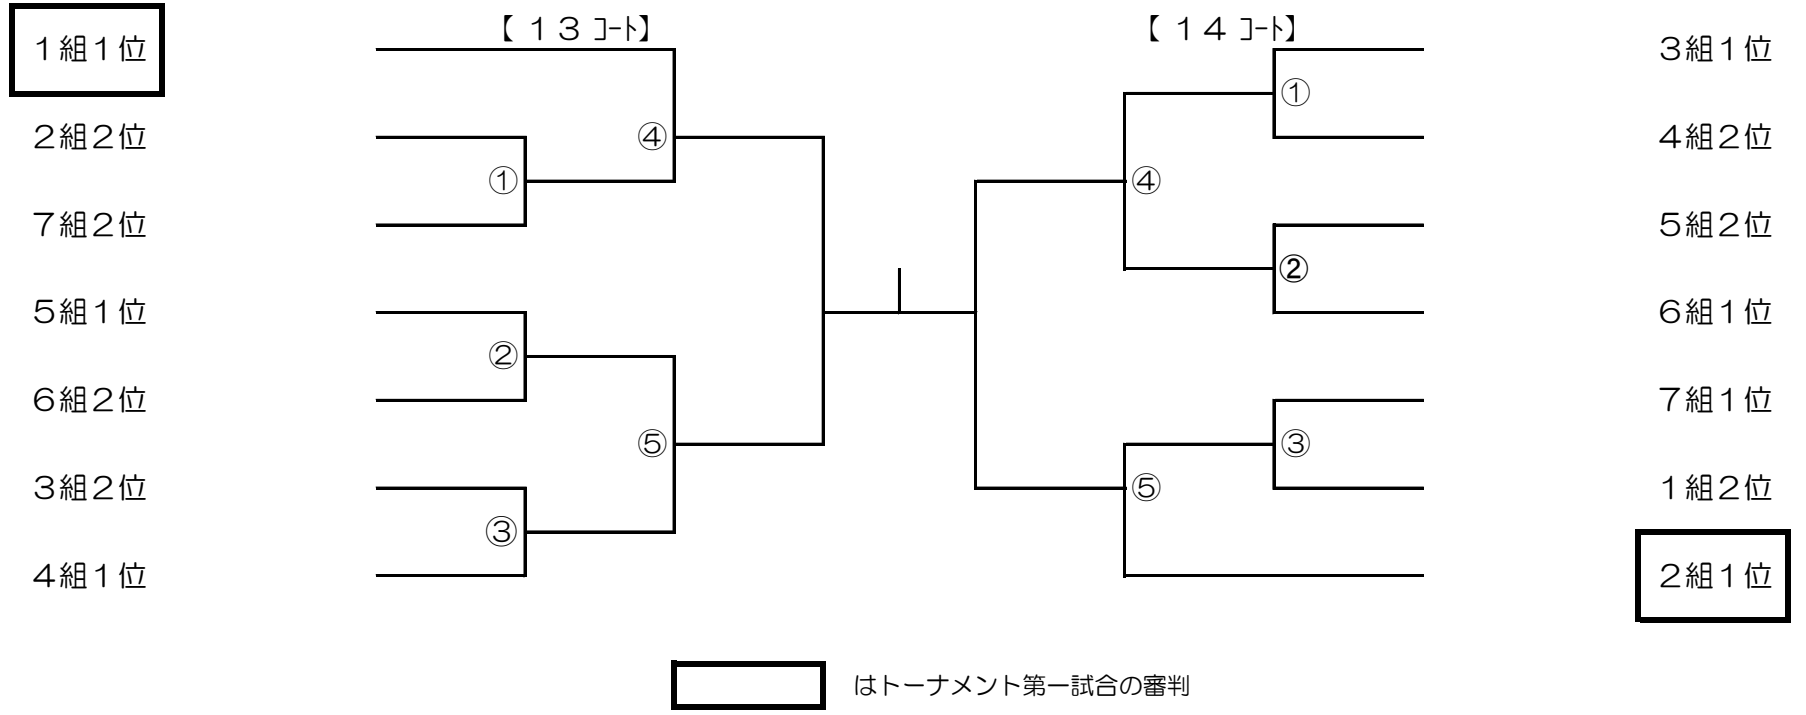 【 １３ ｺｰﾄ】
【 １４ ｺｰﾄ】
１組１位
２組２位
７組２位
５組１位
６組２位
３組２位
４組１位
④
①
②
⑤
③
①
④
②
③
⑤
３組１位
４組２位
５組２位
６組１位
７組１位
１組２位
２組１位
はトーナメント第一試合の審判